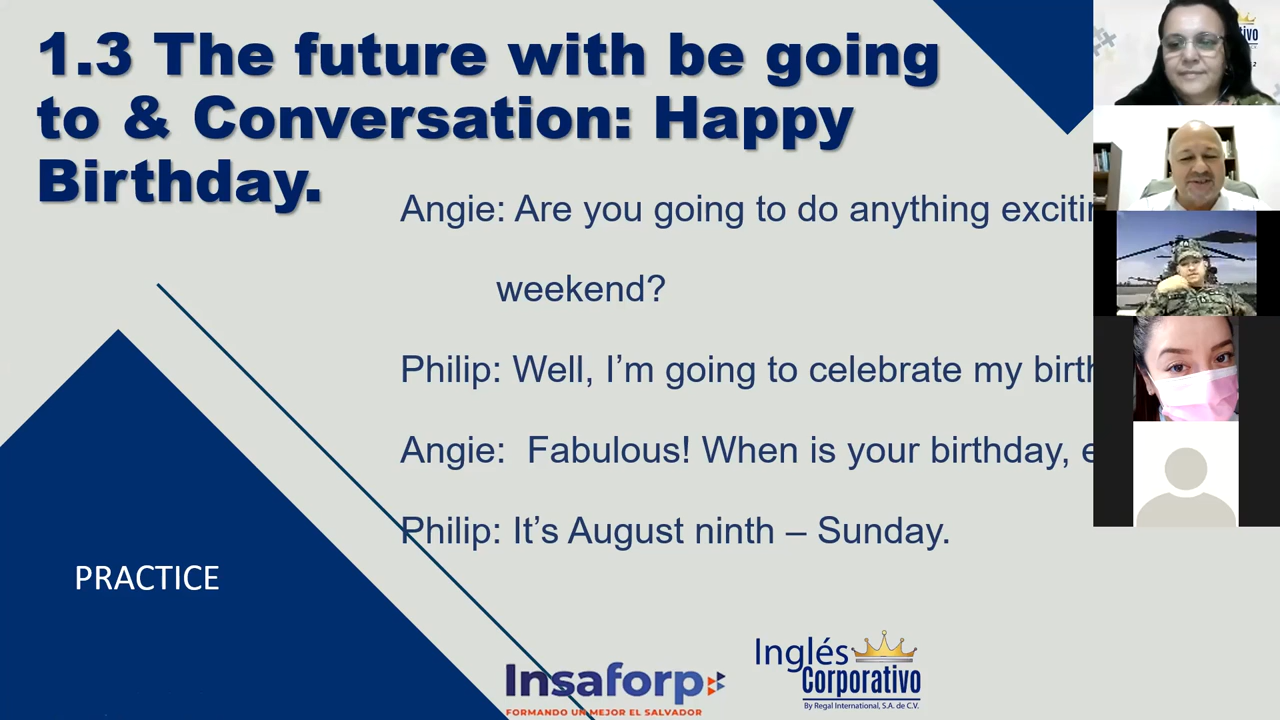 1.3 The future with be going
to & Conversation: Happy
Birthday.
Angie: Are you going to do anything
weekend?
Philip: Well, I’m going to celebrate my
Angie: Fabulous! When is your birthday,
Philip: It’s August ninth – Sunday.
PRACTICE
Insaforp
FORMANDO UN MEJOR EL SALVADOR
Inglés
Corporativo
By Regal International, S.A. de C.V.